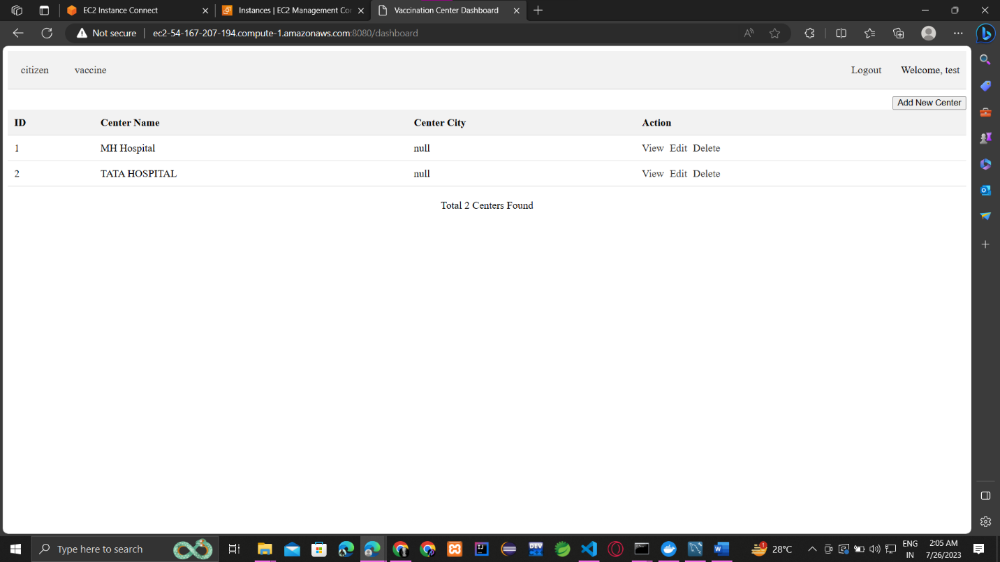 EC2 Instance Connect
Instances | EC2 Management Co
Vaccination Center Dashboard
Not secure
ec2-54-167-207-194.compute-1.amazonaws.com:8080/dashboard
citizen vaccine Logout Welcome, test
Add New Center
ID Center Name Center City Action
1 MH Hospital null View Edit Delete
2 TATA HOSPITAL null View Edit Delete
Total 2 Centers Found
Type here to search
28°C
ENG
IN
2:05 AM
7/26/2023